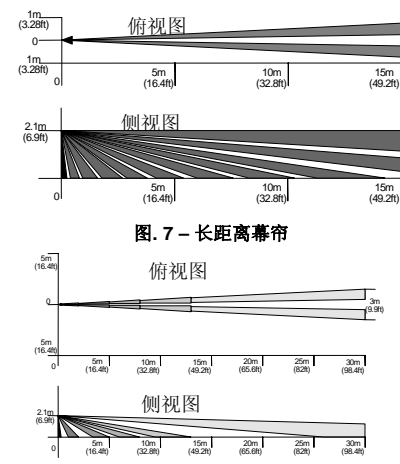 俯视图
1m
(3.28ft)
0
1m
(3.28ft)
0
5m
(16.4ft)
10m
(32.8ft)
15m
(49.2ft)
侧视图
2.1m
(6.9ft)
0
5m
(16.4ft)
10m
(32.8ft)
15m
(49.2ft)
图. 7 – 长距离幕帘
俯视图
5m
(16.4ft)
0
3m
(9.9ft)
5m
(16.4ft)
0
5m
(16.4ft)
10m
(32.8ft)
15m
(49.2ft)
20m
(65.6ft)
25m
(82ft)
30m
(98.4ft)
侧视图
2.1m
(6.9ft)
0
5m
(16.4ft)
10m
(32.8ft)
15m
(49.2ft)
20m
(65.6ft)
25m
(82ft)
30m
(98.4ft)